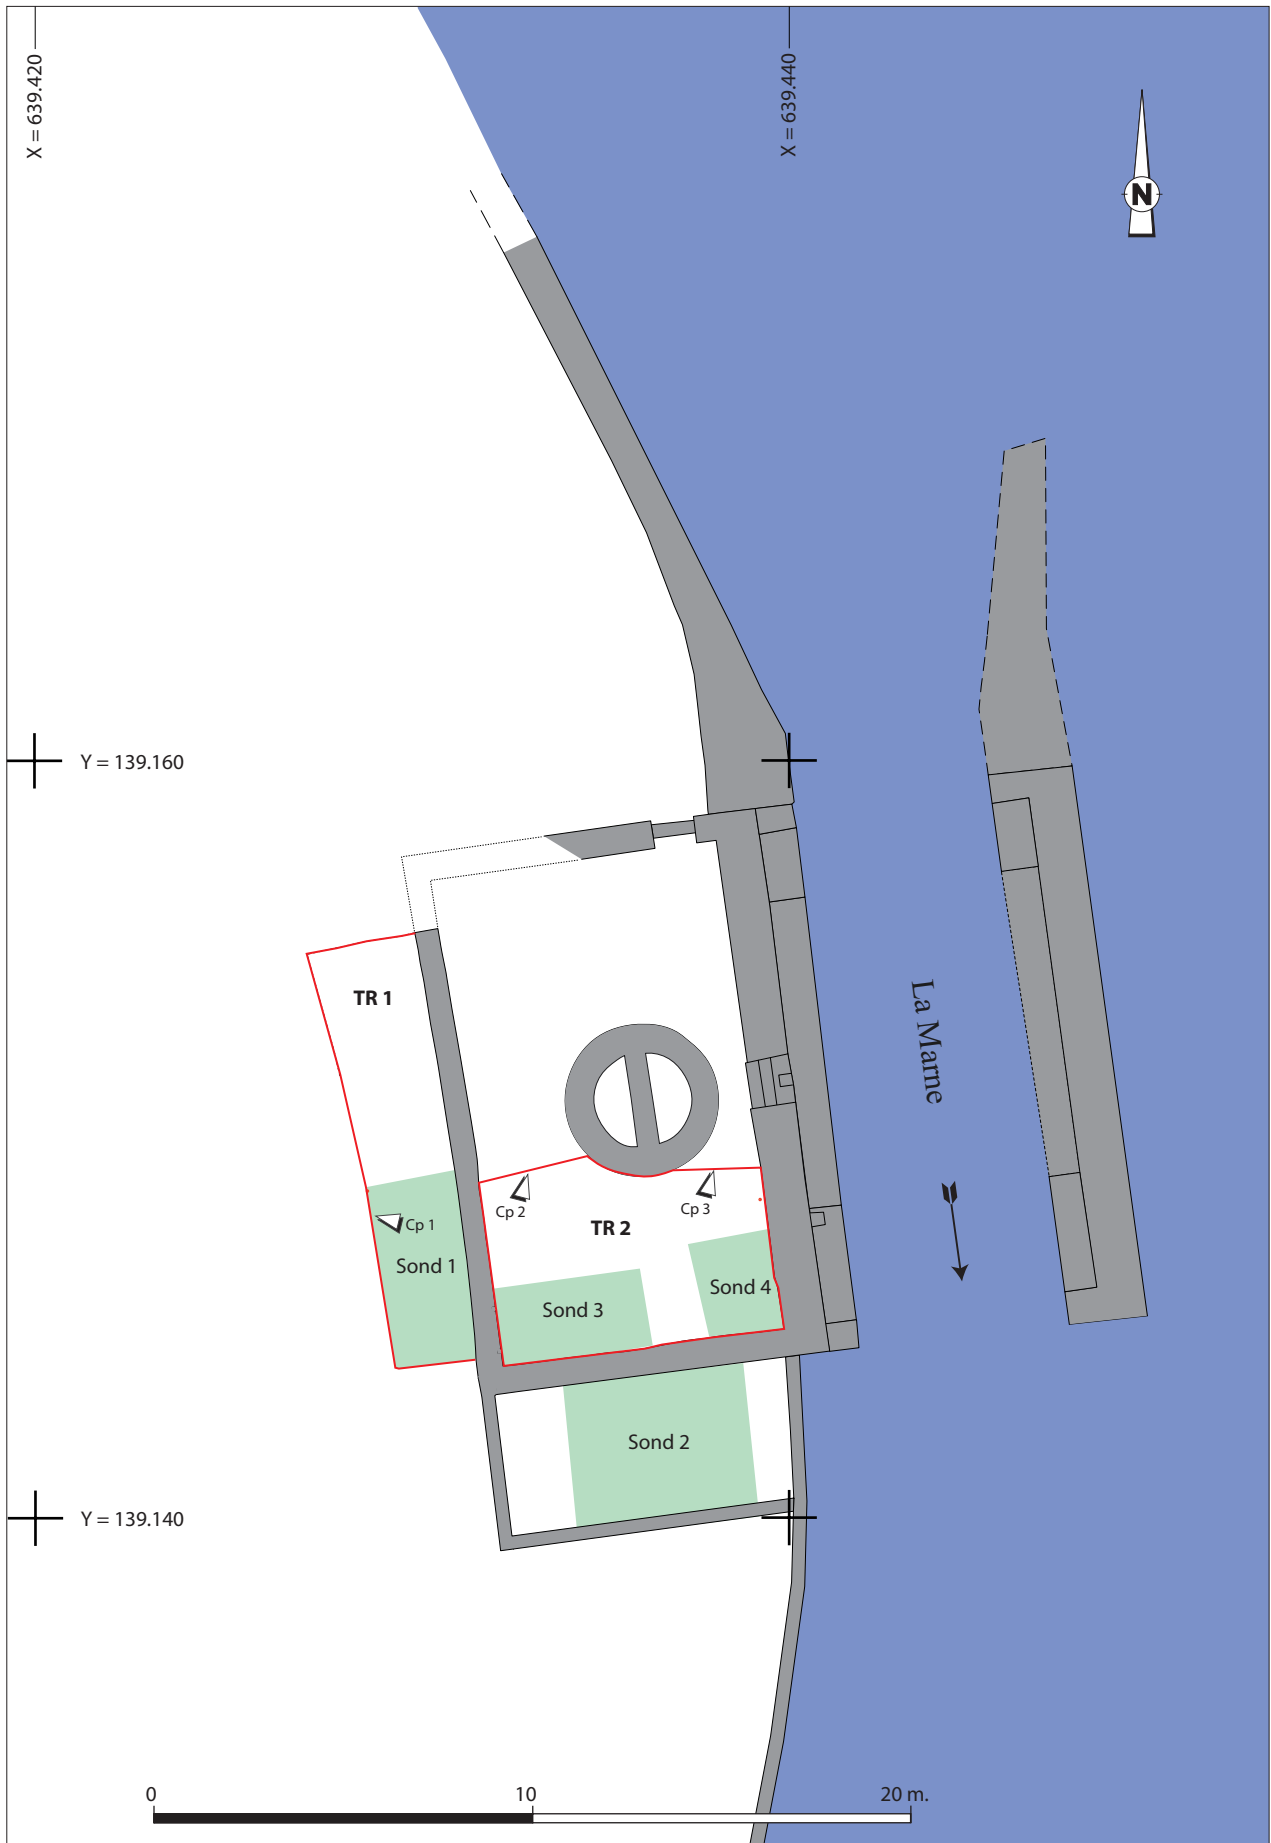 X = 639.420
X = 639.440
N
Y = 139.160
TR 1
La Marne
Cp 2
Cp 3
Cp 1
TR 2
Sond 1
Sond 4
Sond 3
Sond 2
Y = 139.140
0 10 20 m.